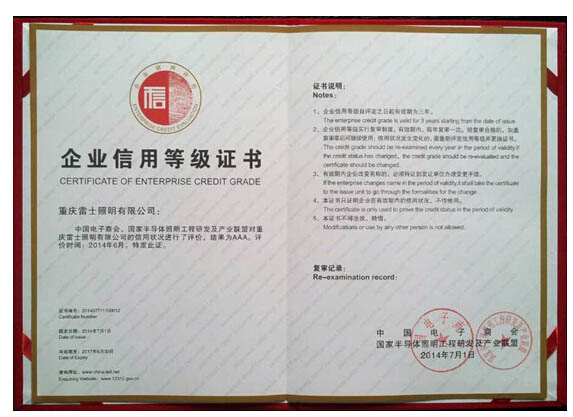 企业信用评价
信
ENTERPRISE CREDIT EVALUATION
企业信用等级证书
CERTIFICATE OF ENTERPRISE CREDIT GRADE
重庆雷士照明有限公司：
中国电子商会、国家半导体照明工程研发及产业联盟对重
庆雷士照明有限公司的信用状况进行了评价，结果为AAA。评
价时间：2014年6月。特发此证。
证书编号：
Certificate Number
颁发日期：2014年7月1日
Date of Issue：
有效期至：2017年6月30日
Date of Expiry
查询网址：www.china-led.net
Enquiring Website：www.12312.gov.cn
证书说明：
Notes：
1、企业信用等级自评定之日起有效期为三年。
The enterprise credit grade is valid for 3 years starting from the date of issue.
2、企业信用等级实行复审制度，有效期内，每年复审一次。经复审合格的，加盖
复审章后可继续使用；信用状况发生变化的，需重新评定信用等级并更换证书。
The credit grade should be re-examined every year in the period of validity.if
the credit status has changed, the credit grade should be re-evaluated and the
certificate should be changed.
3、有效期内企业改变名称的，必须持证到发证单位办理变更手续。
If the enterprise changes name in the period of validity,it shall take the certificate
to the issue unit to go through the formalities for the change.
4、本证书只证明企业在有效期内的信用状况，不作他用。
The certificate is only used to prove the credit status in the period of validity.
5、本证书不得涂改、转借。
Modifications or use by any other person is not allowed.
复审记录：
Re-examination record：
中国电子商会
国家半导体照明工程研发及产业联盟
2014年7月1日